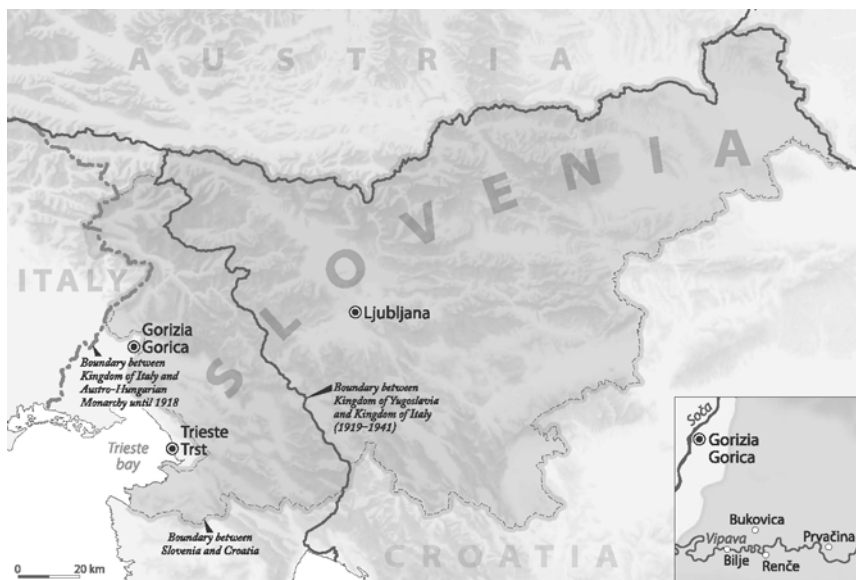 AUSTRIA
SLOVENIA
ITALY
Ljubljana
Gorizia
Gorica
Boundary between
Kingdom of Italy and
Austro-Hungarian
Monarchy until 1918
Boundary between
Kingdom of Yugoslavia
and Kingdom of Italy
(1919–1941)
Trieste
Trst
Trieste
bay
Boundary between
Slovenia and Croatia
CROATIA
0 20 km
Soča
Gorizia
Gorica
Bukovica
Vipava
Prvačina
Bilje
Renče